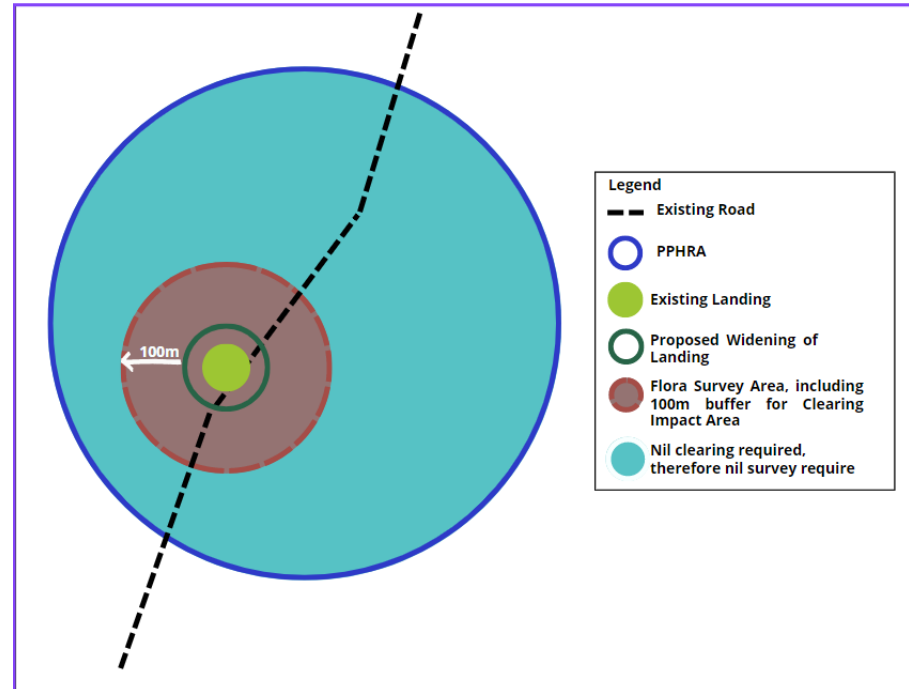 Legend
Existing Road
PPHRA
Existing Landing
Proposed Widening of
Landing
Flora Survey Area, including
100m buffer for Clearing
Impact Area
Nil clearing required,
therefore nil survey require
100m